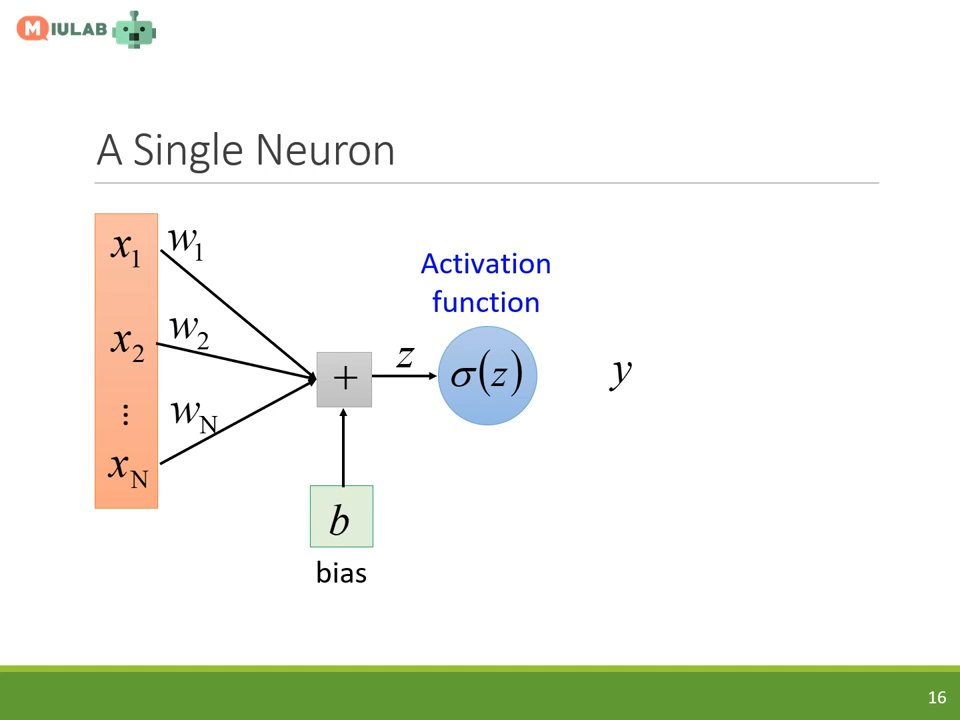 MIULAB
A Single Neuron
x1 w1
x2 w2
⋮
xN wN
+
z
Activation
function
σ(z)
y
b
bias
16